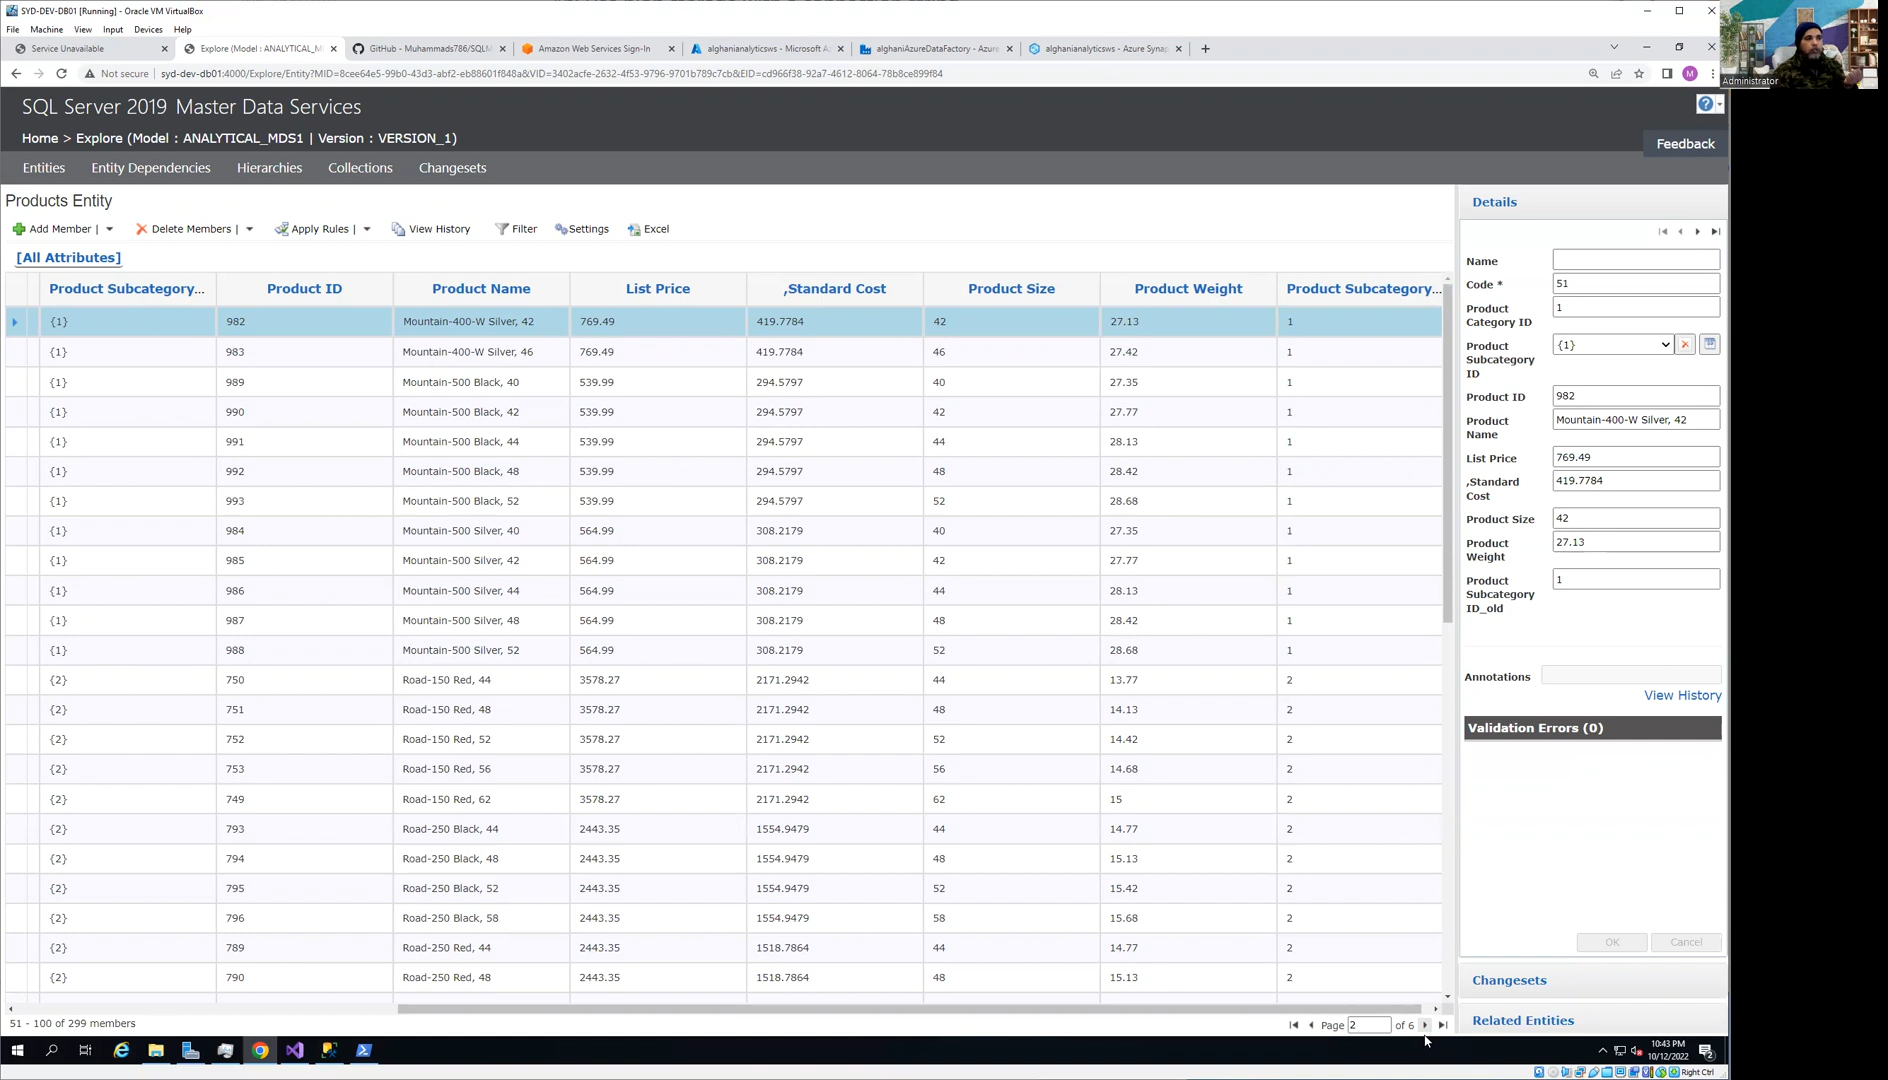 SYD-DEV-DB01 [Running] - Oracle VM VirtualBox
File Machine View Input Devices Help
Service Unavailable
Explore (Model : ANALYTICAL_M
GitHub - Muhammads786/SQLM
Amazon Web Services Sign-In
alghanianalyticsws - Microsoft A
alghaniAzureDataFactory - Azure
alghanianalyticsws - Azure Synap
Not secure syd-dev-db01:4000/Explore/Entity?MID=8cee64e5-99b0-43d3-abf2-eb88601f848a&VID=3402acfe-2632-4f53-9796-9701b789c7cb&EID=cd966f38-92a7-4612-8064-78b8ce899f84
M
Administrator
SQL Server 2019 Master Data Services
Home > Explore (Model : ANALYTICAL_MDS1 | Version : VERSION_1)
Feedback
Entities Entity Dependencies Hierarchies Collections Changesets
Products Entity
Add Member | Delete Members | Apply Rules | View History Filter Settings Excel
[All Attributes]
Product Subcategory... Product ID Product Name List Price ,Standard Cost Product Size Product Weight Product Subcategory...
{1} 982 Mountain-400-W Silver, 42 769.49 419.7784 42 27.13 1
{1} 983 Mountain-400-W Silver, 46 769.49 419.7784 46 27.42 1
{1} 989 Mountain-500 Black, 40 539.99 294.5797 40 27.35 1
{1} 990 Mountain-500 Black, 42 539.99 294.5797 42 27.77 1
{1} 991 Mountain-500 Black, 44 539.99 294.5797 44 28.13 1
{1} 992 Mountain-500 Black, 48 539.99 294.5797 48 28.42 1
{1} 993 Mountain-500 Black, 52 539.99 294.5797 52 28.68 1
{1} 984 Mountain-500 Silver, 40 564.99 308.2179 40 27.35 1
{1} 985 Mountain-500 Silver, 42 564.99 308.2179 42 27.77 1
{1} 986 Mountain-500 Silver, 44 564.99 308.2179 44 28.13 1
{1} 987 Mountain-500 Silver, 48 564.99 308.2179 48 28.42 1
{1} 988 Mountain-500 Silver, 52 564.99 308.2179 52 28.68 1
{2} 750 Road-150 Red, 44 3578.27 2171.2942 44 13.77 2
{2} 751 Road-150 Red, 48 3578.27 2171.2942 48 14.13 2
{2} 752 Road-150 Red, 52 3578.27 2171.2942 52 14.42 2
{2} 753 Road-150 Red, 56 3578.27 2171.2942 56 14.68 2
{2} 749 Road-150 Red, 62 3578.27 2171.2942 62 15 2
{2} 793 Road-250 Black, 44 2443.35 1554.9479 44 14.77 2
{2} 794 Road-250 Black, 48 2443.35 1554.9479 48 15.13 2
{2} 795 Road-250 Black, 52 2443.35 1554.9479 52 15.42 2
{2} 796 Road-250 Black, 58 2443.35 1554.9479 58 15.68 2
{2} 789 Road-250 Red, 44 2443.35 1518.7864 44 14.77 2
{2} 790 Road-250 Red, 48 2443.35 1518.7864 48 15.13 2
51 - 100 of 299 members
Page 2 of 6
Details
Name
Code * 51
Product Category ID 1
Product Subcategory ID {1}
Product ID 982
Product Name Mountain-400-W Silver, 42
List Price 769.49
,Standard Cost 419.7784
Product Size 42
Product Weight 27.13
Product Subcategory ID_old 1
Annotations
View History
Validation Errors (0)
OK Cancel
Changesets
Related Entities
10:43 PM
10/12/2022
2
Right Ctrl